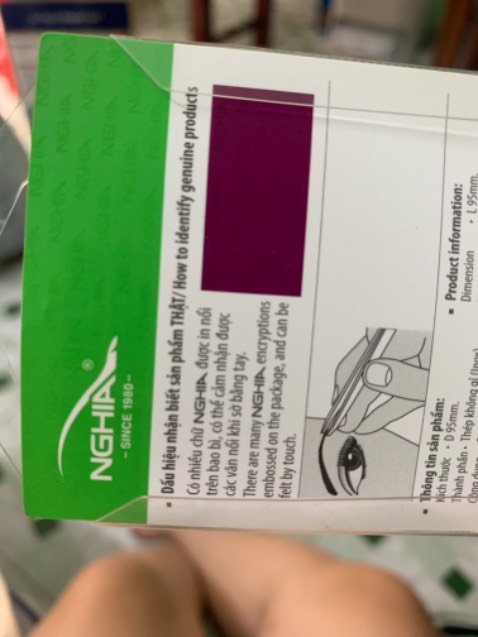 NGHIA®
– SINCE 1980 –
▪ Dấu hiệu nhận biết sản phẩm THẬT/ How to identify genuine products
Có nhiều chữ NGHIA được in nổi
trên bao bì, có thể cảm nhận được
các vân nổi khi sờ bằng tay.
There are many NGHIA encryptions
embossed on the package, and can be
felt by touch.
▪ Thông tin sản phẩm:
Kích thước • D 95mm.
Thành phần • Thép không gỉ (Inox)
Công dụng
▪ Product information:
Dimension • L 95mm.